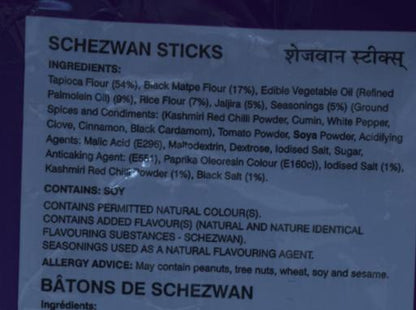 SCHEZWAN STICKS शेजवान स्टीक्स्
INGREDIENTS:
Tapioca Flour (54%), Black Matpe Flour (17%), Edible Vegetable Oil (Refined
Palmolein Oil) (9%), Rice Flour (7%), Jaljira (5%), Seasonings (5%) (Ground
Spices and Condiments: (Kashmiri Red Chilli Powder, Cumin, White Pepper,
Clove, Cinnamon, Black Cardamom), Tomato Powder, Soya Powder, Acidifying
Agents: Malic Acid (E296), Maltodextrin, Dextrose, Iodised Salt, Sugar,
Anticaking Agent: (E551), Paprika Oleoresin Colour (E160c)), Iodised Salt (1%),
Kashmiri Red Chilli Powder (1%), Black Salt (1%).
CONTAINS: SOY
CONTAINS PERMITTED NATURAL COLOUR(S).
CONTAINS ADDED FLAVOUR(S) (NATURAL AND NATURE IDENTICAL
FLAVOURING SUBSTANCES - SCHEZWAN).
SEASONINGS USED AS A NATURAL FLAVOURING AGENT.
ALLERGY ADVICE: May contain peanuts, tree nuts, wheat, soy and sesame.
BÂTONS DE SCHEZWAN
Ingrédients: